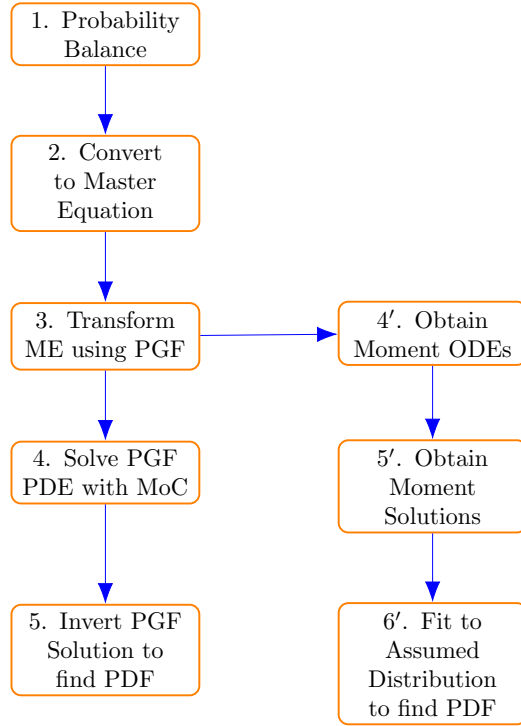 1. Probability
Balance
2. Convert
to Master
Equation
3. Transform
ME using PGF
4′. Obtain
Moment ODEs
4. Solve PGF
PDE with MoC
5′. Obtain
Moment
Solutions
5. Invert PGF
Solution to
find PDF
6′. Fit to
Assumed
Distribution
to find PDF